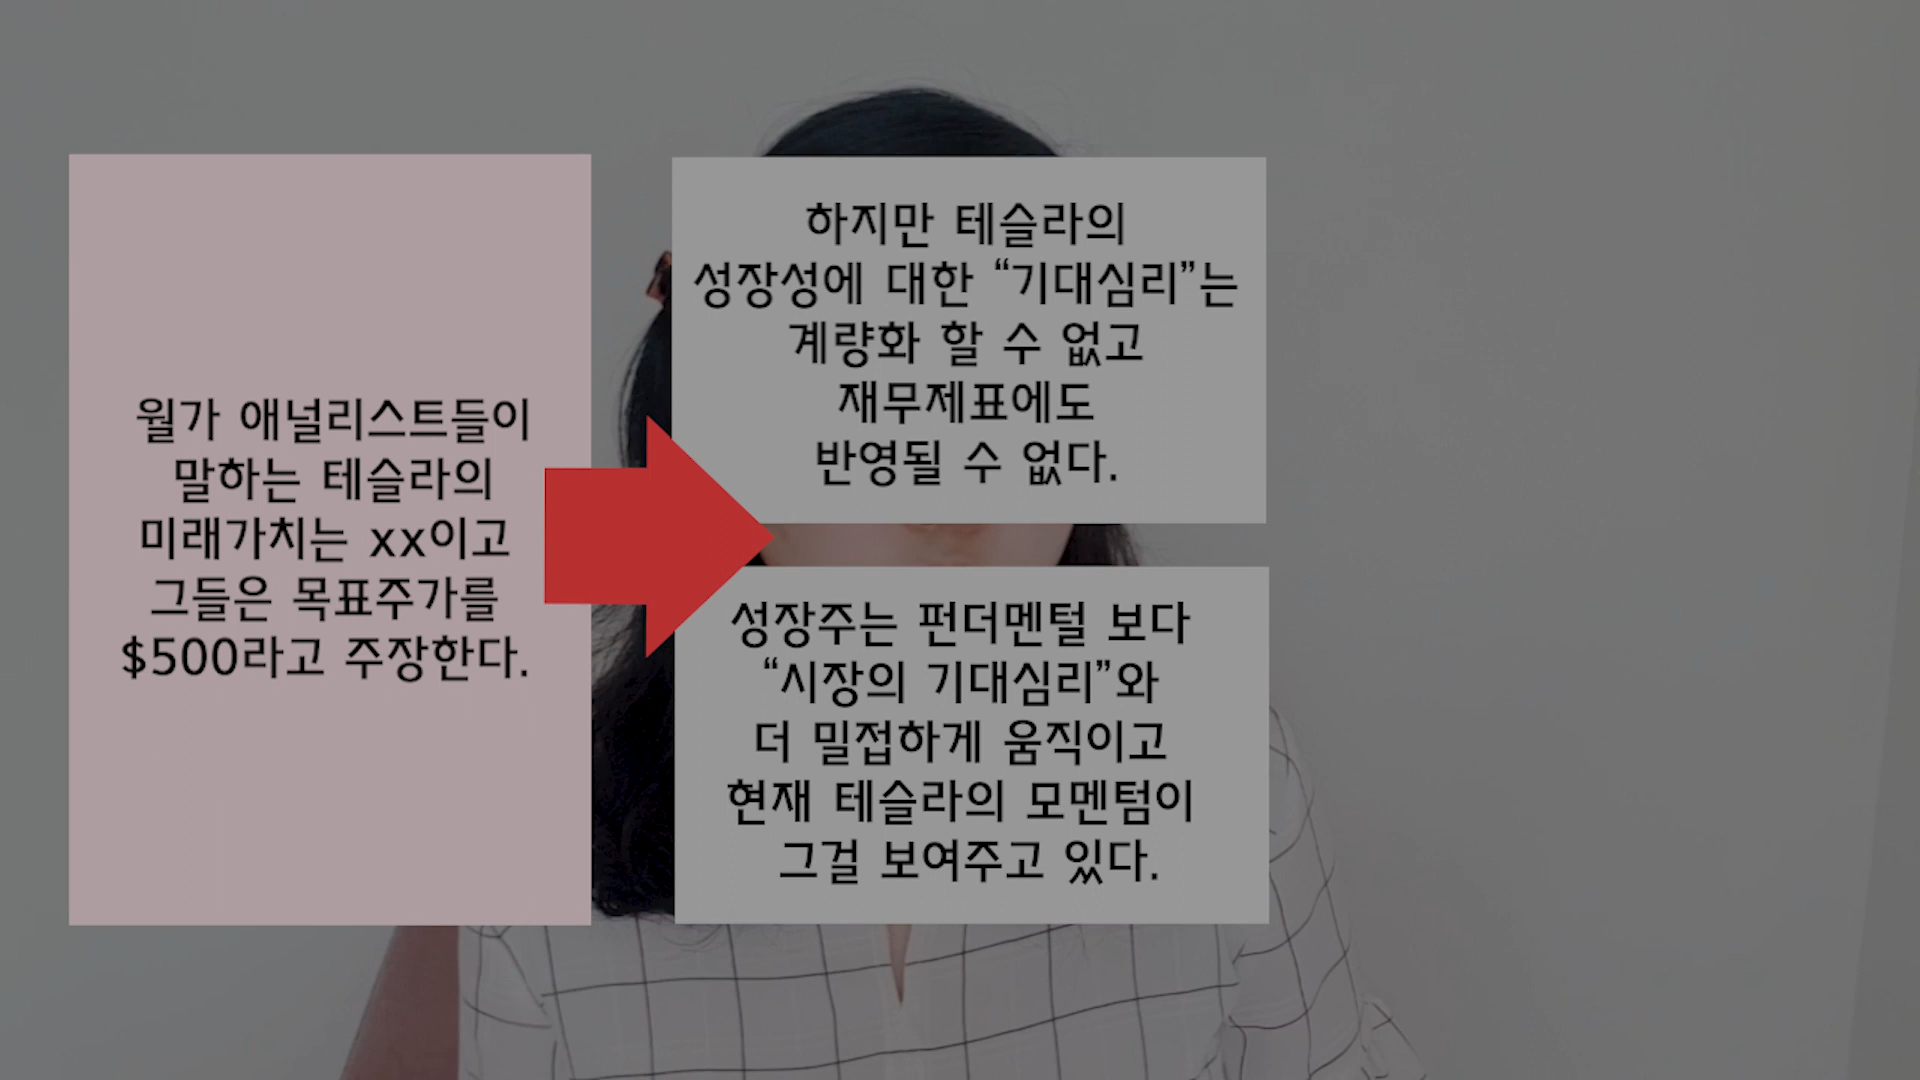 월가 애널리스트들이
말하는 테슬라의
미래가치는 xx이고
그들은 목표주가를
$500라고 주장한다.
하지만 테슬라의
성장성에 대한 “기대심리”는
계량화 할 수 없고
재무제표에도
반영될 수 없다.
성장주는 펀더멘털 보다
“시장의 기대심리”와
더 밀접하게 움직이고
현재 테슬라의 모멘텀이
그걸 보여주고 있다.